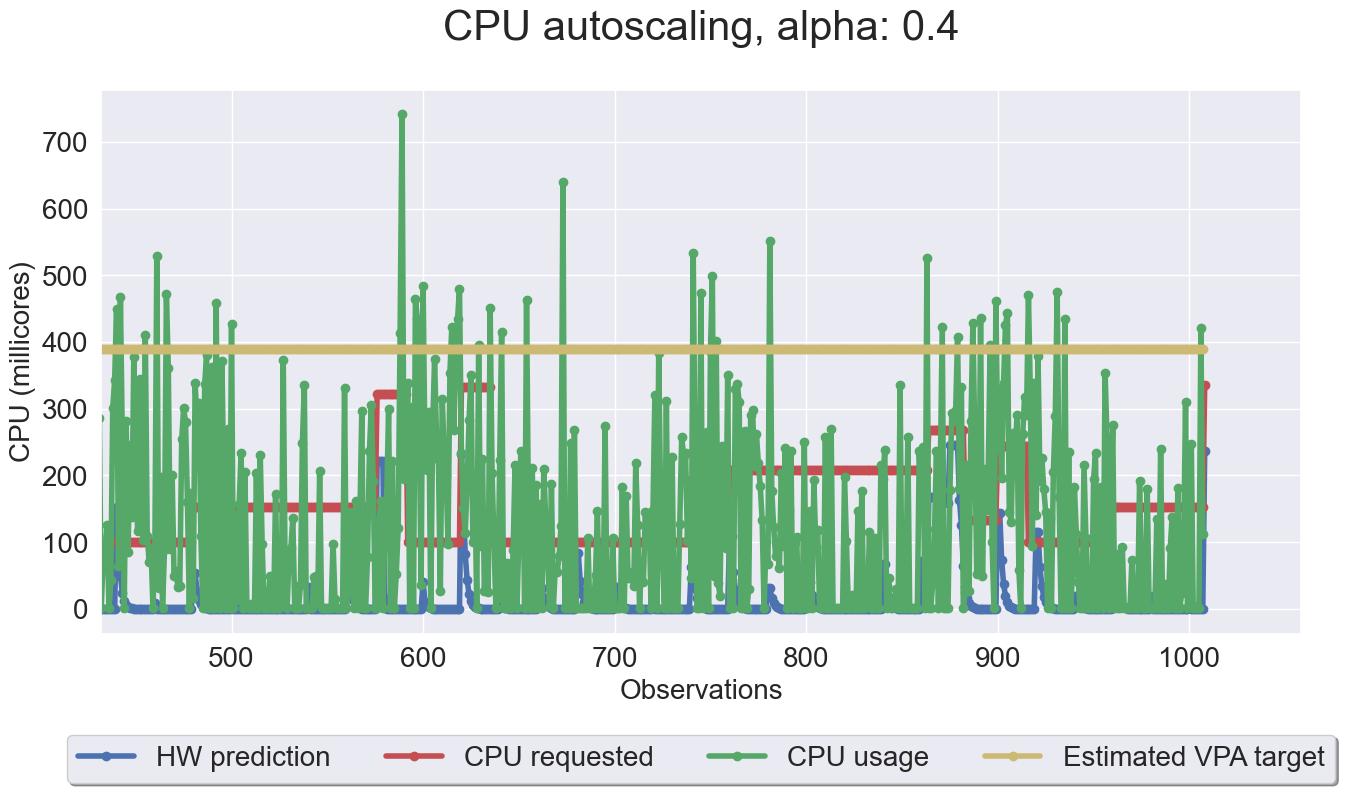 CPU autoscaling, alpha: 0.4
CPU (millicores)
700
600
500
400
300
200
100
0
500 600 700 800 900 1000
Observations
HW prediction CPU requested CPU usage Estimated VPA target